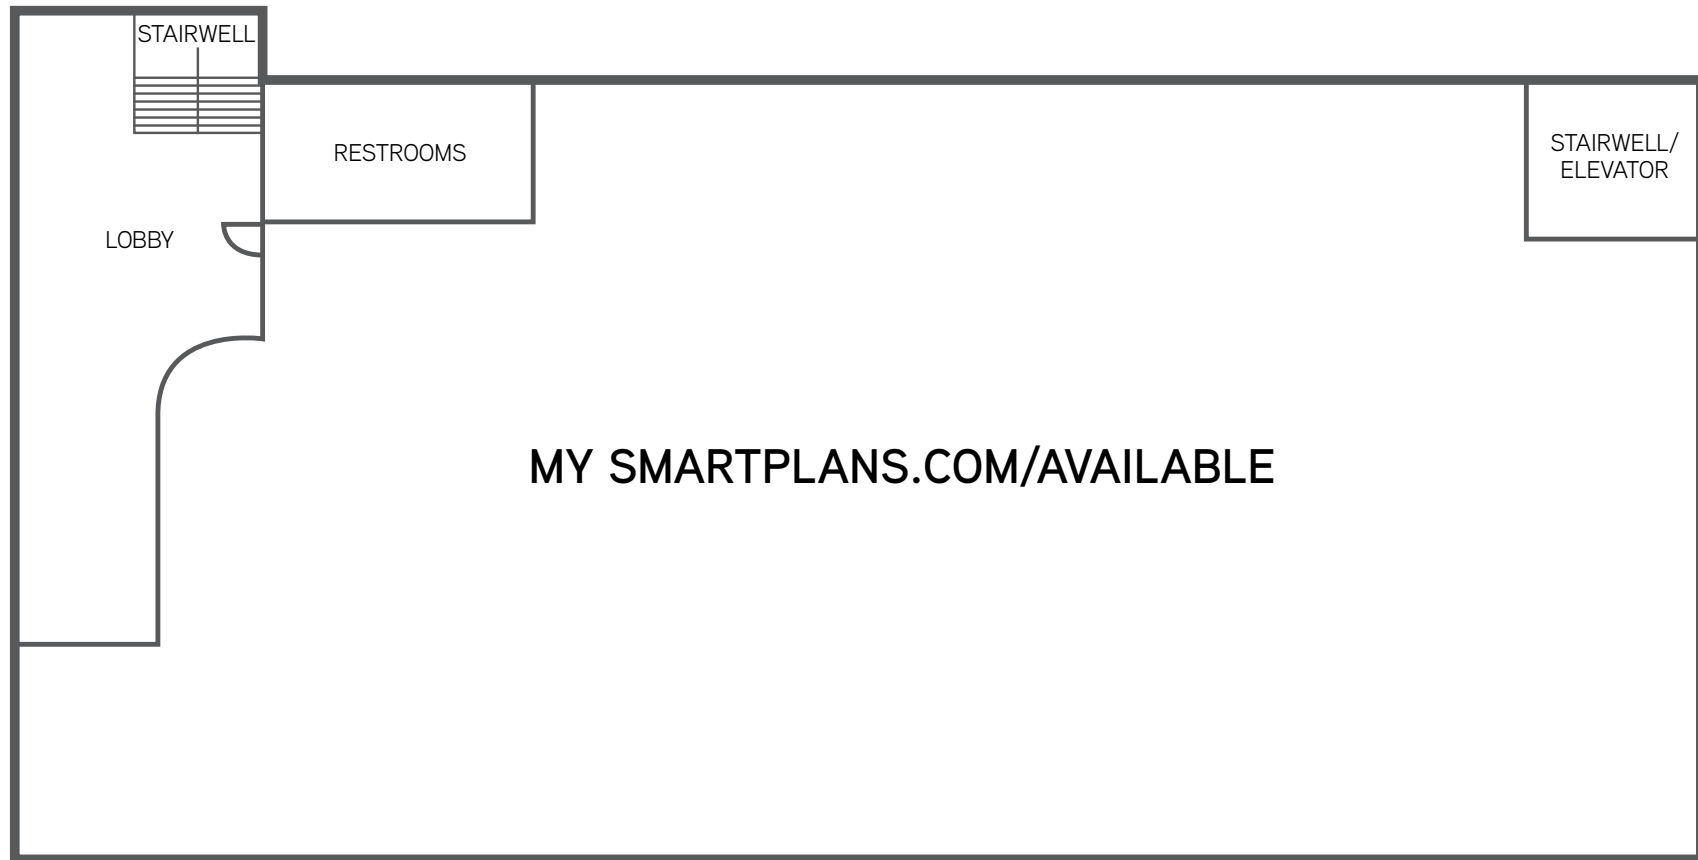 STAIRWELL
RESTROOMS
STAIRWELL/
ELEVATOR
LOBBY
MY SMARTPLANS.COM/AVAILABLE